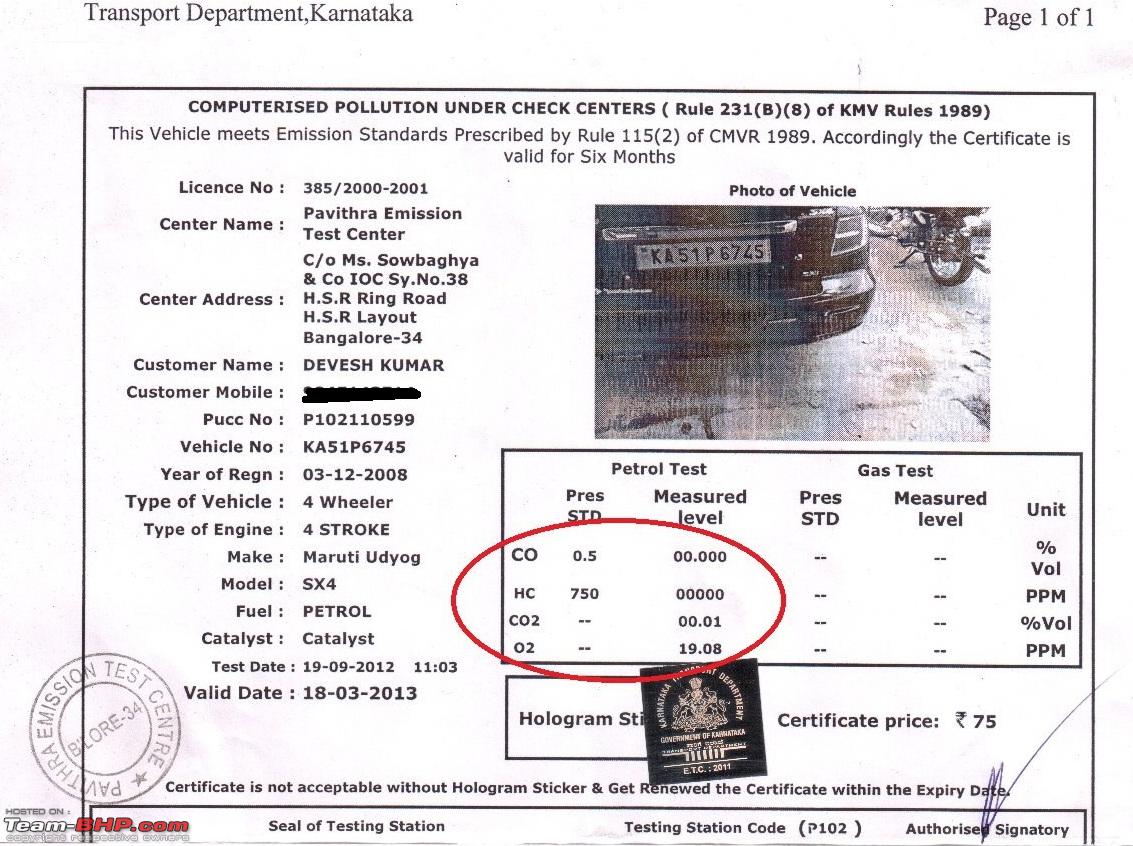 Transport Department,Karnataka
Page 1 of 1
COMPUTERISED POLLUTION UNDER CHECK CENTERS ( Rule 231(B)(8) of KMV Rules 1989)
This Vehicle meets Emission Standards Prescribed by Rule 115(2) of CMVR 1989. Accordingly the Certificate is
valid for Six Months
Licence No : 385/2000-2001
Center Name : Pavithra Emission
Test Center
Center Address : C/o Ms. Sowbaghya
& Co IOC Sy.No.38
H.S.R Ring Road
H.S.R Layout
Bangalore-34
Customer Name : DEVESH KUMAR
Customer Mobile :
Pucc No : P102110599
Vehicle No : KA51P6745
Year of Regn : 03-12-2008
Type of Vehicle : 4 Wheeler
Type of Engine : 4 STROKE
Make : Maruti Udyog
Model : SX4
Fuel : PETROL
Catalyst : Catalyst
Test Date : 19-09-2012 11:03
Valid Date : 18-03-2013
Photo of Vehicle
KA51P6745
Petrol Test Gas Test
Pres STD Measured level Pres STD Measured level Unit
CO 0.5 00.000 -- -- % Vol
HC 750 00000 -- -- PPM
CO2 -- 00.01 -- -- %Vol
O2 -- 19.08 -- -- PPM
Hologram Sti
KARNATAKA TRANSPORT DEPARTMENT
GOVERNMENT OF KARNATAKA
E.T.C. : 2011
Certificate price: ₹ 75
PAVITHRA EMISSION TEST CENTRE
B'LORE-34
Certificate is not acceptable without Hologram Sticker & Get Renewed the Certificate within the Expiry Date.
Seal of Testing Station
Testing Station Code (P102 )
Authorised Signatory
HOSTED ON :
Team-BHP.com
copyright respective owners